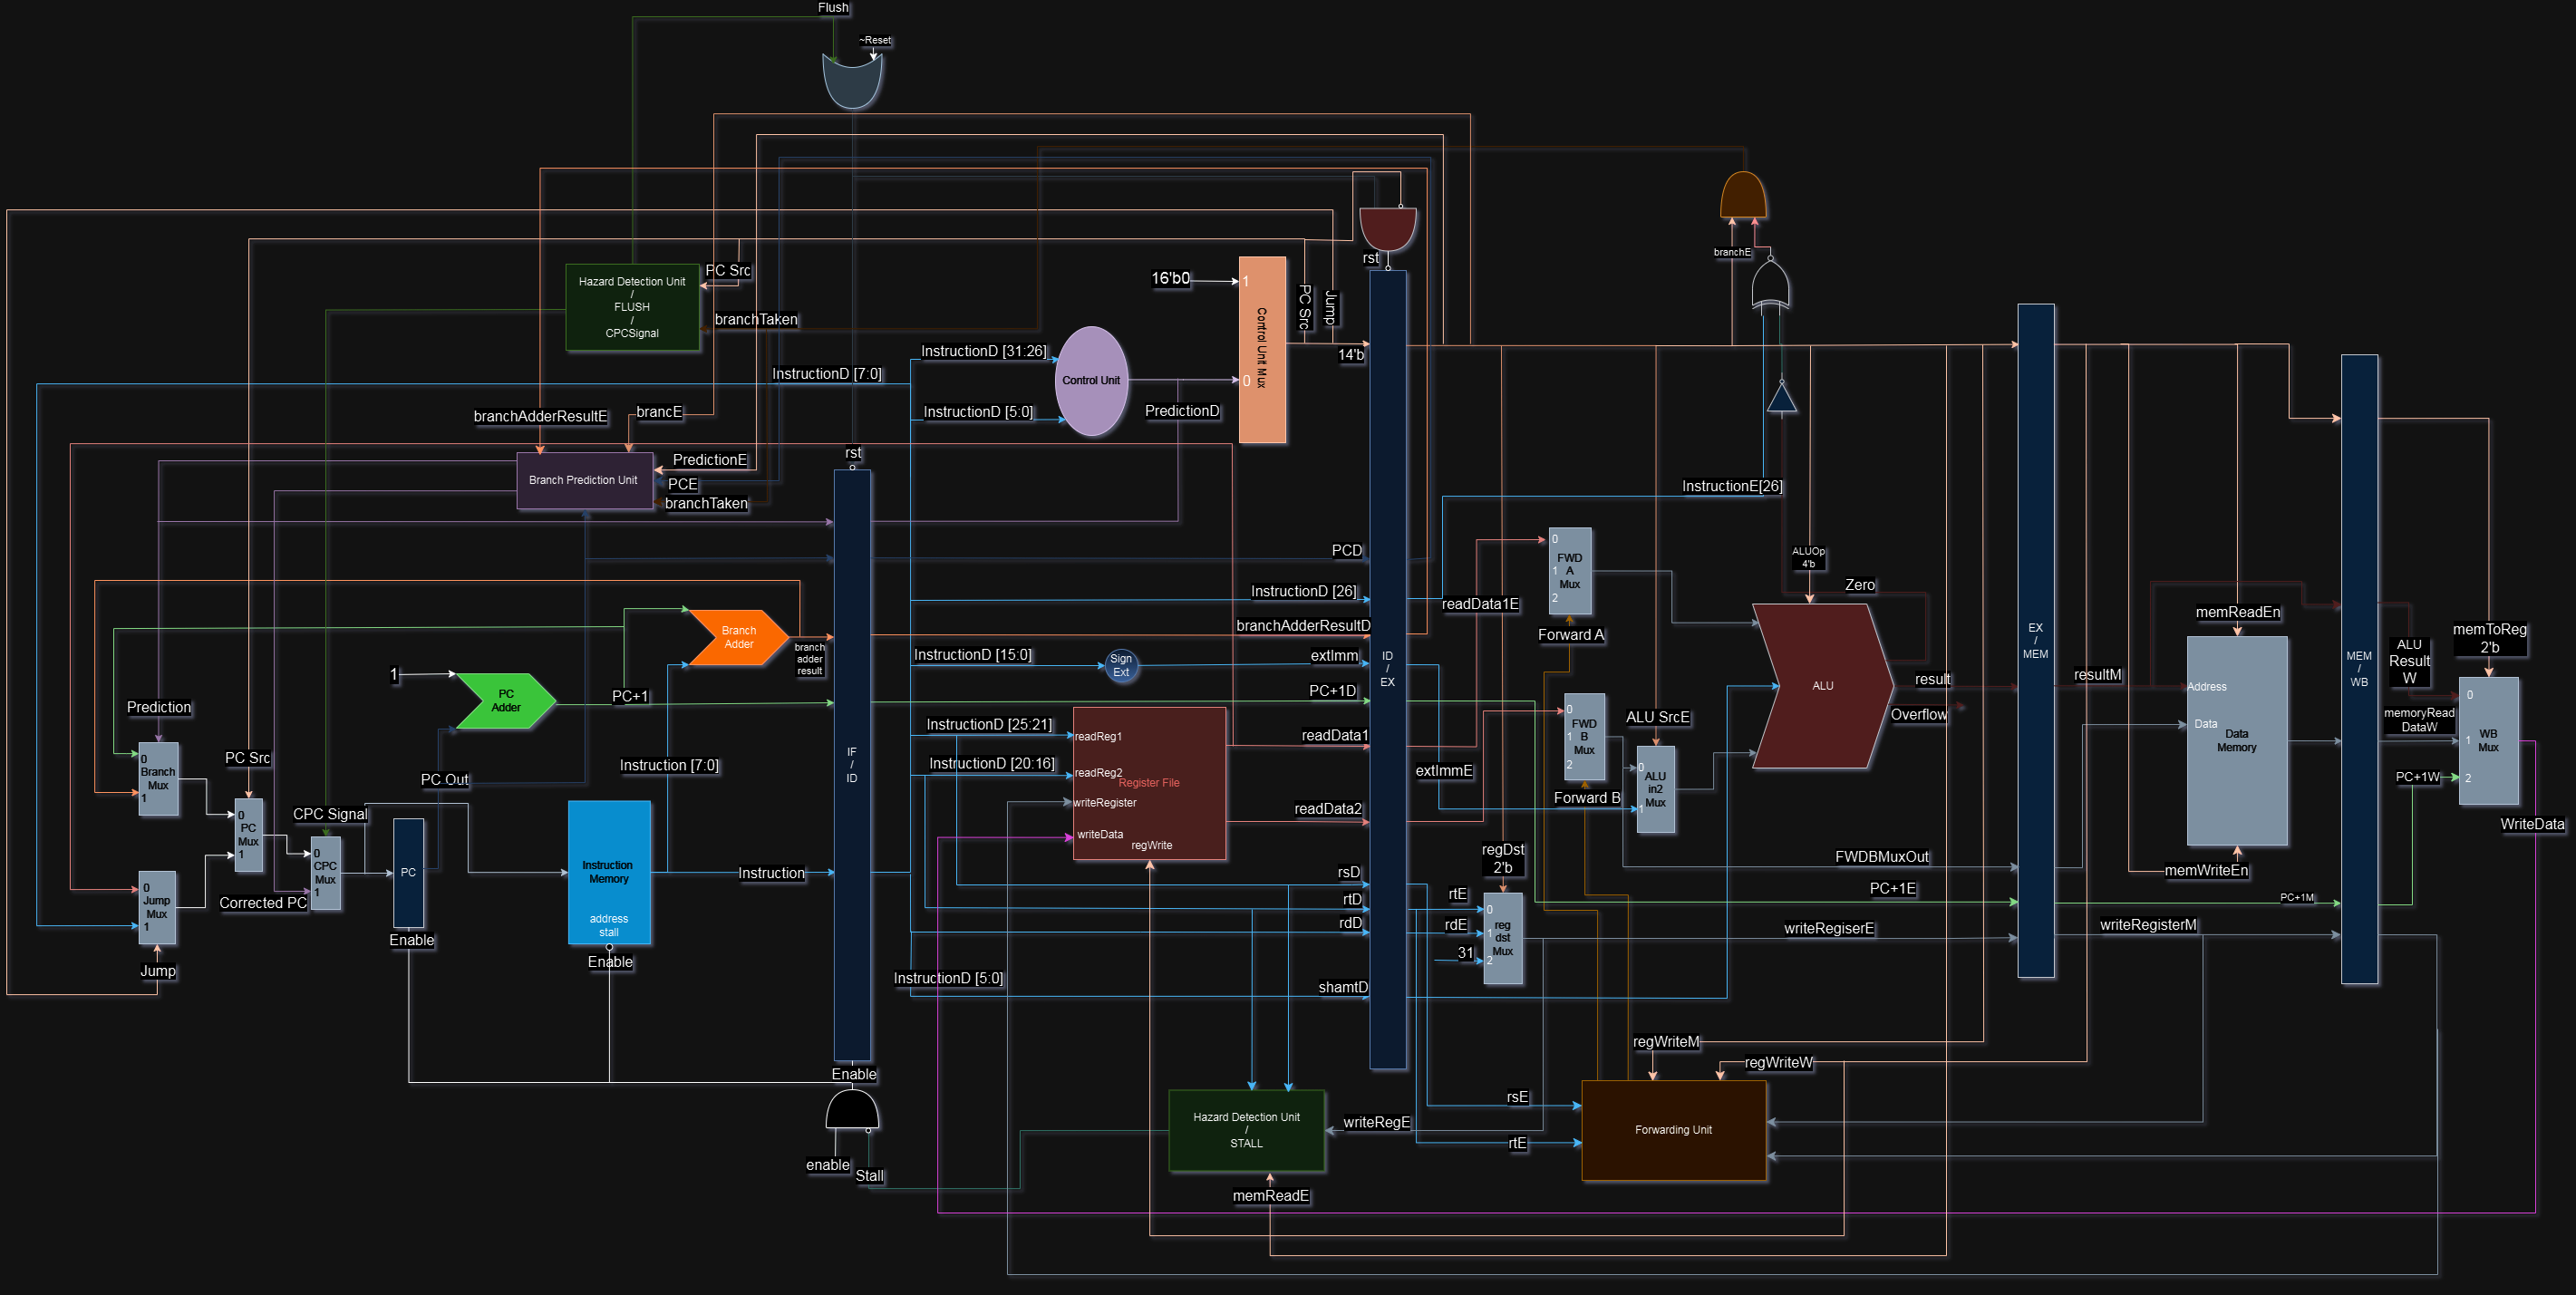 Flush
~Reset
rst
branchE
16'b0
1
0
Control Unit Mux
PC Src
Jump
14'b
Hazard Detection Unit
/
FLUSH
/
CPCSignal
PC Src
branchTaken
InstructionD [7:0]
InstructionD [31:26]
InstructionD [5:0]
Control Unit
PredictionD
branchAdderResultE
brancE
Branch Prediction Unit
PredictionE
PCE
branchTaken
rst
InstructionE[26]
PCD
InstructionD [26]
branchAdderResultD
InstructionD [15:0]
Sign
Ext
extImm
PC+1D
Branch
Adder
branch
adder
result
1
PC
Adder
PC+1
Prediction
0
Branch
Mux
1
PC Src
0
PC
Mux
1
CPC Signal
0
CPC
Mux
1
Corrected PC
0
Jump
Mux
1
Jump
PC Out
PC
Enable
Instruction [7:0]
Instruction
Memory
address
stall
Enable
Instruction
IF
/
ID
Enable
enable
Stall
InstructionD [25:21]
InstructionD [20:16]
readReg1
readReg2
Register File
writeRegister
writeData
regWrite
readData1
readData2
rsD
rtD
rdD
InstructionD [5:0]
shamtD
ID
/
EX
readData1E
0
FWD
1 A
Mux
2
Forward A
0
FWD
1 B
Mux
2
Forward B
extImmE
ALU SrcE
0
ALU
in2
Mux
1
ALUOp
4'b
Zero
ALU
result
Overflow
regDst
2'b
rtE
rdE
31
0
reg
1 dst
Mux
2
FWDBMuxOut
PC+1E
writeRegiserE
EX
/
MEM
resultM
memReadEn
Address
Data
Data
Memory
memWriteEn
PC+1M
writeRegisterM
MEM
/
WB
ALU
Result
W
memoryRead
DataW
PC+1W
memToReg
2'b
0
1 WB
Mux
2
WriteData
Hazard Detection Unit
/
STALL
writeRegE
memReadE
rsE
rtE
regWriteM
regWriteW
Forwarding Unit